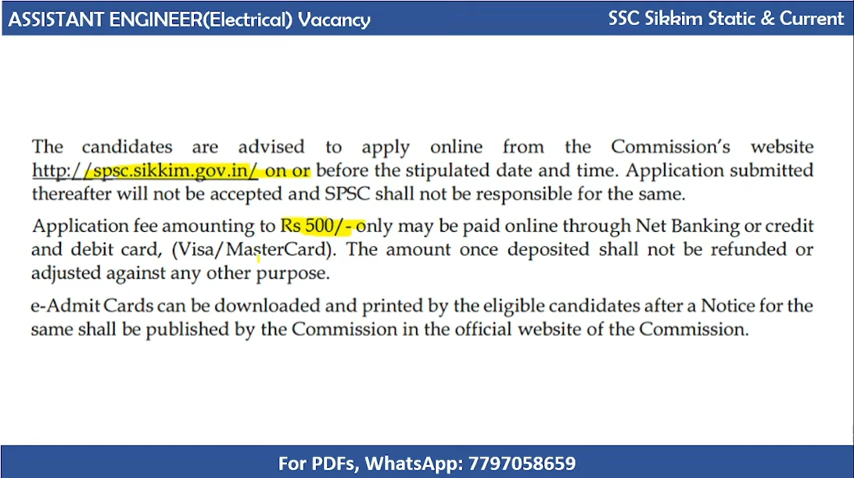 ASSISTANT ENGINEER(Electrical) Vacancy
SSC Sikkim Static & Current
The candidates are advised to apply online from the Commission's website
http://spsc.sikkim.gov.in/ on or before the stipulated date and time. Application submitted
thereafter will not be accepted and SPSC shall not be responsible for the same.
Application fee amounting to Rs 500/- only may be paid online through Net Banking or credit
and debit card, (Visa/MasterCard). The amount once deposited shall not be refunded or
adjusted against any other purpose.
e-Admit Cards can be downloaded and printed by the eligible candidates after a Notice for the
same shall be published by the Commission in the official website of the Commission.
For PDFs, WhatsApp: 7797058659